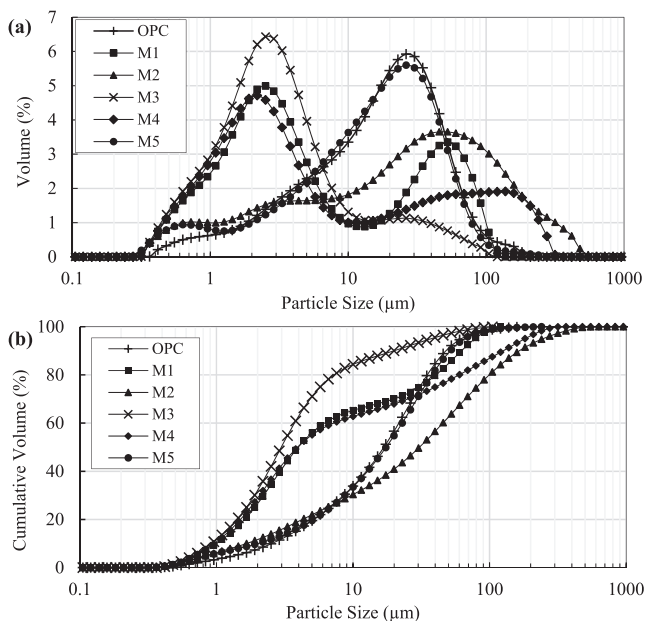 (a)
7
6
5
4
3
2
1
0
Volume (%)
OPC
M1
M2
M3
M4
M5
0.1 1 10 100 1000
Particle Size (µm)
(b)
100
80
60
40
20
0
Cumulative Volume (%)
OPC
M1
M2
M3
M4
M5
0.1 1 10 100 1000
Particle Size (µm)